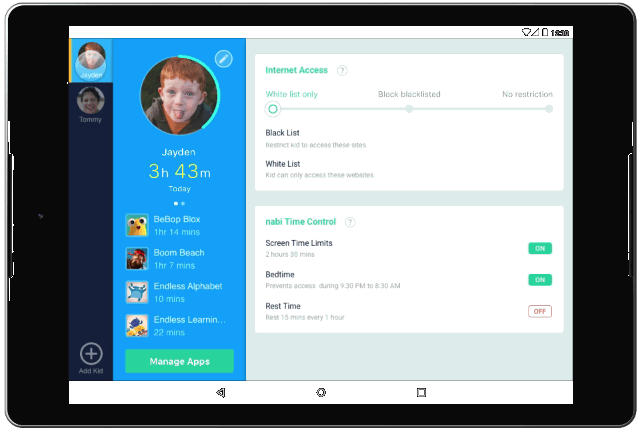 Jayden
Tommy
Add Kid
Jayden
3h 43m
Today
BeBop Blox
1hr 14 mins
Boom Beach
1hr 7 mins
Endless Alphabet
10 mins
Endless Learnin...
22 mins
Manage Apps
Internet Access ?
White list only Block blacklisted No restriction
Black List
Restrict kid to access these sites
White List
Kid can only access these websites
nabi Time Control ?
Screen Time Limits
2 hours 30 mins
ON
Bedtime
Prevents access during 9:30 PM to 8:30 AM
ON
Rest Time
Rest 15 mins every 1 hour
OFF